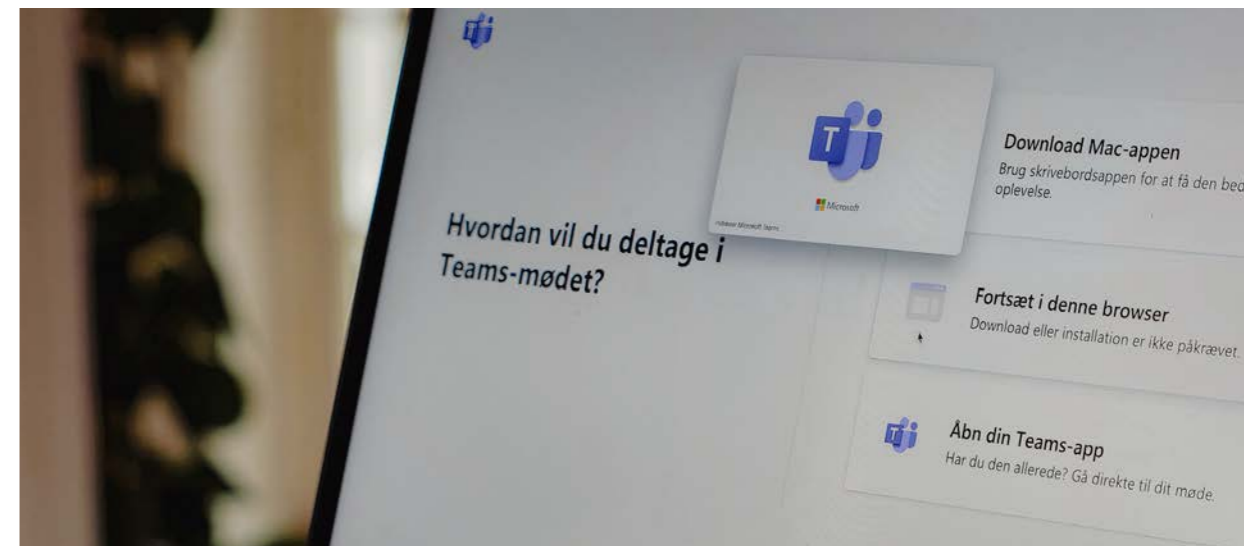 Hvordan vil du deltage i
Teams-mødet?
T
Microsoft
Download Mac-appen
Brug skrivebordsappen for at få den bed
oplevelse.
Fortsæt i denne browser
Download eller installation er ikke påkrævet.
Åbn din Teams-app
Har du den allerede? Gå direkte til dit møde.